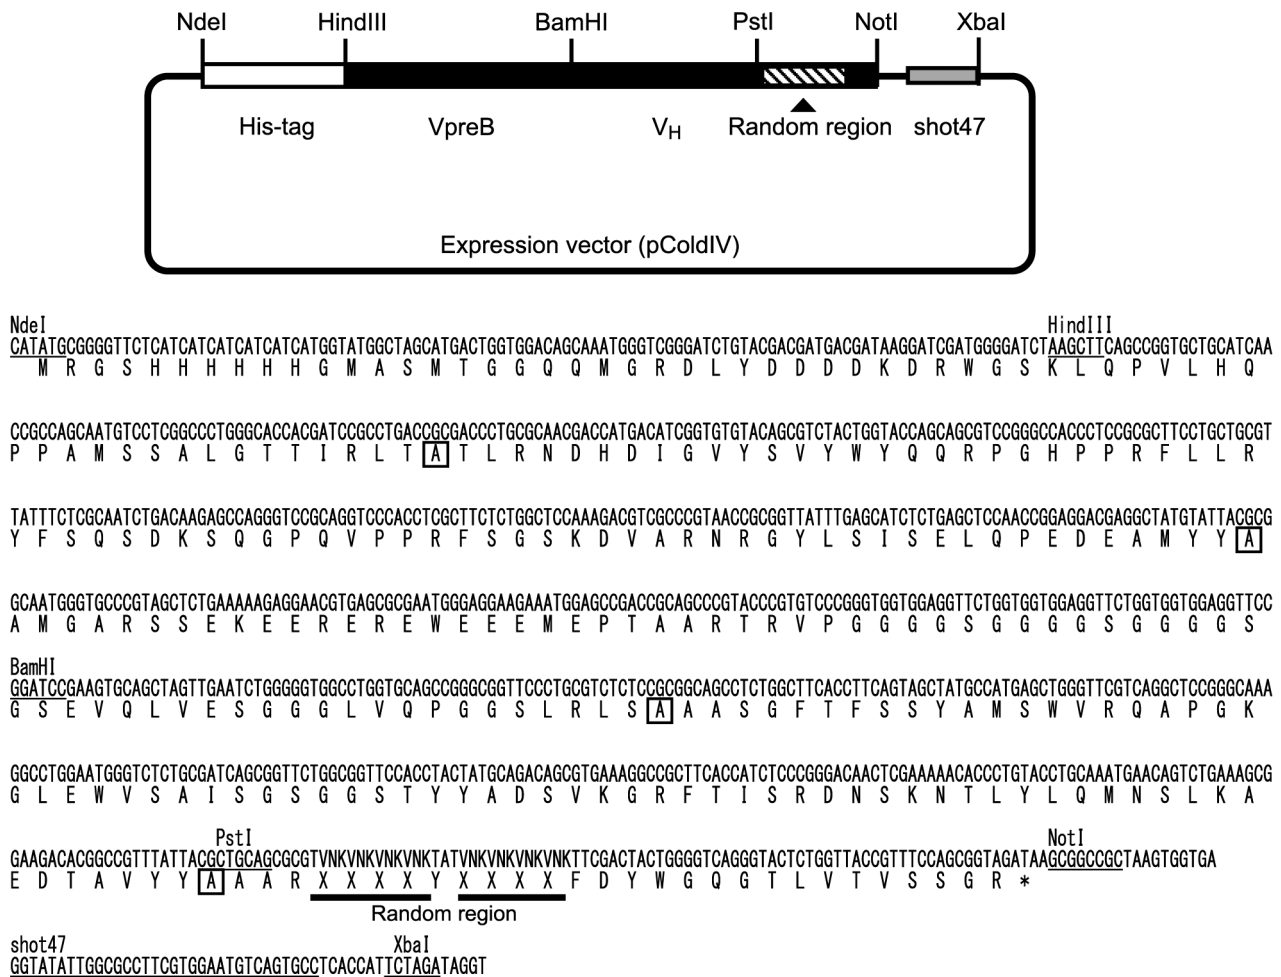 NdeI HindIII BamHI PstI NotI XbaI
His-tag VpreB VH Random region shot47
Expression vector (pColdIV)
NdeI HindIII
CATATGCGGGGTTCTCATCATCATCATCATCATGGTATGGCTAGCATGACTGGTGGACAGCAAATGGGTCGGGATCTGTACGACGATGACGATAAGGATCGATGGGGATCTAAGCTTCAGCCGGTGCTGCATCAA
M R G S H H H H H H G M A S M T G G Q Q M G R D L Y D D D D K D R W G S K L Q P V L H Q
CCGCCAGCAATGTCCTCGGCCCTGGGCACCACGATCCGCCTGACCGCGACCCTGCGCAACGACCATGACATCGGTGTGTACAGCGTCTACTGGTACCAGCAGCGTCCGGGCCACCCTCCGCGCTTCCTGCTGCGT
P P A M S S A L G T T I R L T A T L R N D H D I G V Y S V Y W Y Q Q R P G H P P R F L L R
TATTTCTCGCAATCTGACAAGAGCCAGGGTCCGCAGGTCCCACCTCGCTTCTCTGGCTCCAAAGACGTCGCCCGTAACCGCGGTTATTTGAGCATCTCTGAGCTCCAACCGGAGGACGAGGCTATGTATTACGCG
Y F S Q S D K S Q G P Q V P P R F S G S K D V A R N R G Y L S I S E L Q P E D E A M Y Y A
GCAATGGGTGCCCGTAGCTCTGAAAAAGAGGAACGTGAGCGCGAATGGGAGGAAGAAATGGAGCCGACCGCAGCCCGTACCCGTGTCCCGGGTGGTGGAGGTTCTGGTGGTGGAGGTTCTGGTGGTGGAGGTTCC
A M G A R S S E K E E R E R E W E E E M E P T A A R T R V P G G G G S G G G G S G G G G S
BamHI
GGATCCGAAGTGCAGCTAGTTGAATCTGGGGGTGGCCTGGTGCAGCCGGGCGGTTCCCTGCGTCTCTCCGCGGCAGCCTCTGGCTTCACCTTCAGTAGCTATGCCATGAGCTGGGTTCGTCAGGCTCCGGGCAAA
G S E V Q L V E S G G G L V Q P G G S L R L S A A A S G F T F S S Y A M S W V R Q A P G K
GGCCTGGAATGGGTCTCTGCGATCAGCGGTTCTGGCGGTTCCACCTACTATGCAGACAGCGTGAAAGGCCGCTTCACCATCTCCCGGGACAACTCGAAAAACACCCTGTACCTGCAAATGAACAGTCTGAAAGCG
G L E W V S A I S G S G G S T Y Y A D S V K G R F T I S R D N S K N T L Y L Q M N S L K A
PstI NotI
GAAGACACGGCCGTTTATTACGCTGCAGCGCGTVNKVNKVNKVNKTATVNKVNKVNKVNKTTCGACTACTGGGGTCAGGGTACTCTGGTTACCGTTTCCAGCGGTAGATAAGCGGCCGCTAAGTGGTGA
E D T A V Y Y A A A R X X X X Y X X X X F D Y W G Q G T L V T V S S G R *
Random region
shot47 XbaI
GGTATATTGGCGCCTTCGTGGAATGTCAGTGCCTCACCATTCTAGATAGGT